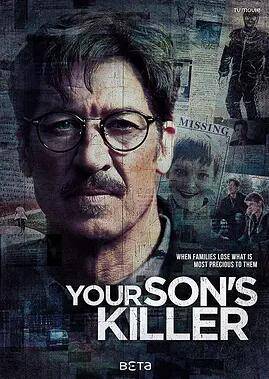 TV MOVIE
MISSING
WHEN FAMILIES LOSE WHAT IS
MOST PRECIOUS TO THEM
YOUR SON'S
KILLER
BETA